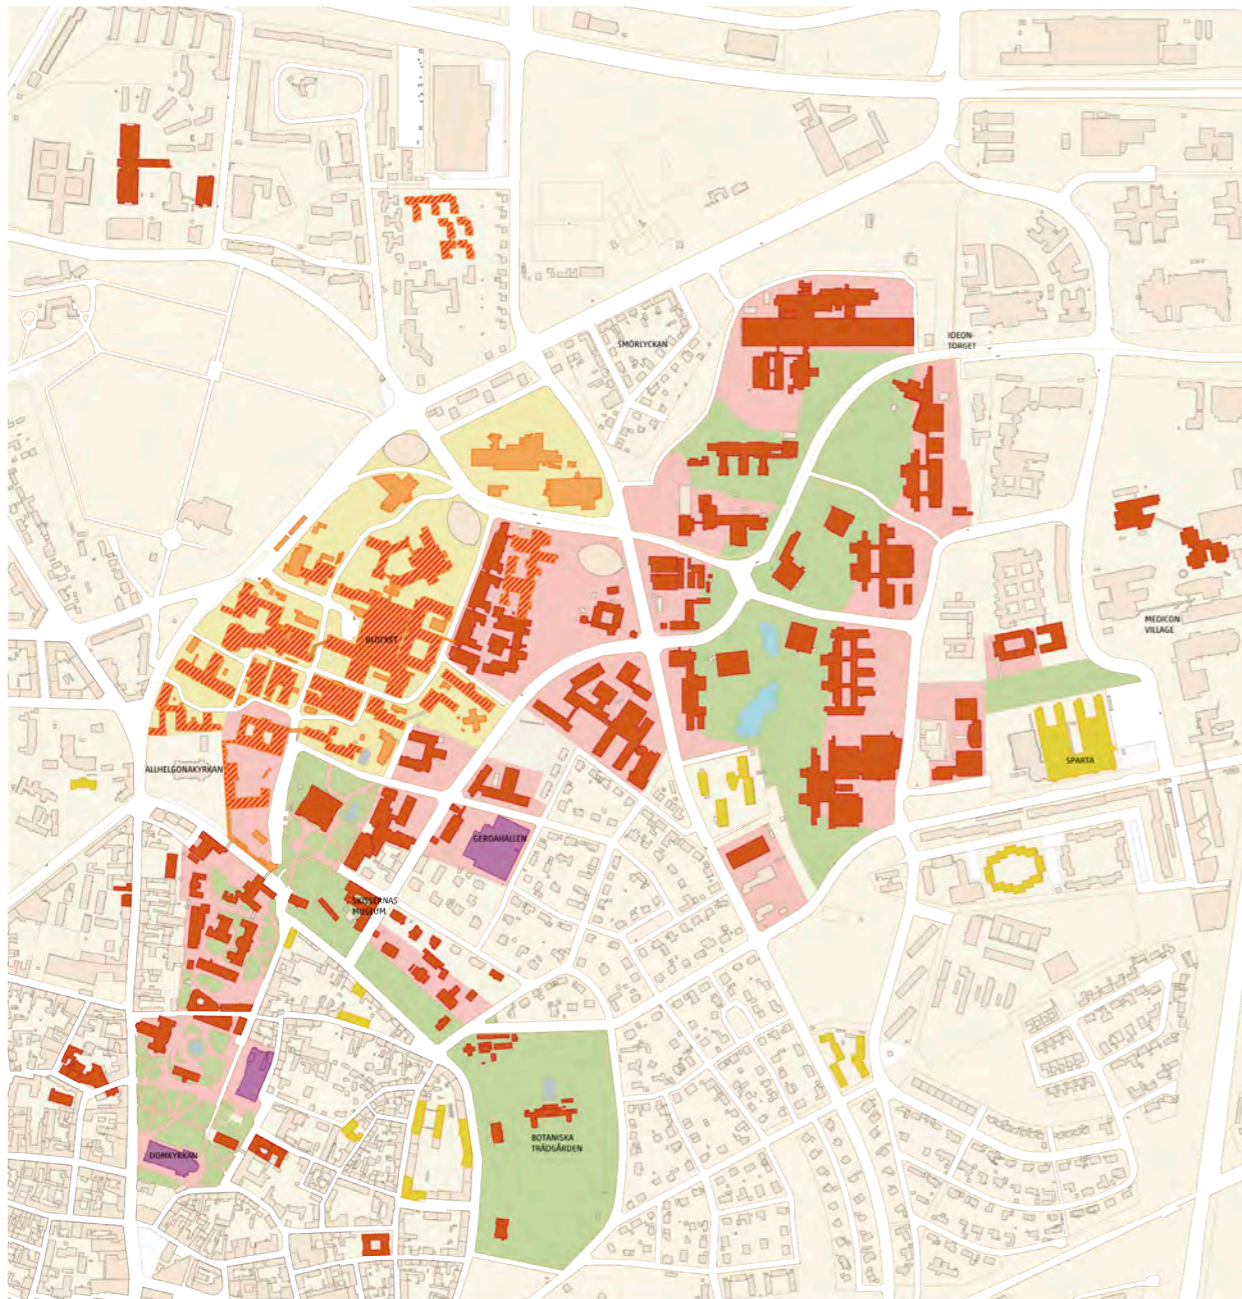 SMÖRLYCKAN
IDEON-
TORGET
BLOCKET
MEDICON
VILLAGE
ALLHELGONAKYRKAN
SPARTA
GERDAHALLEN
SKISSERNAS
MUSEUM
BOTANISKA
TRÄDGÅRDEN
DOMKYRKAN